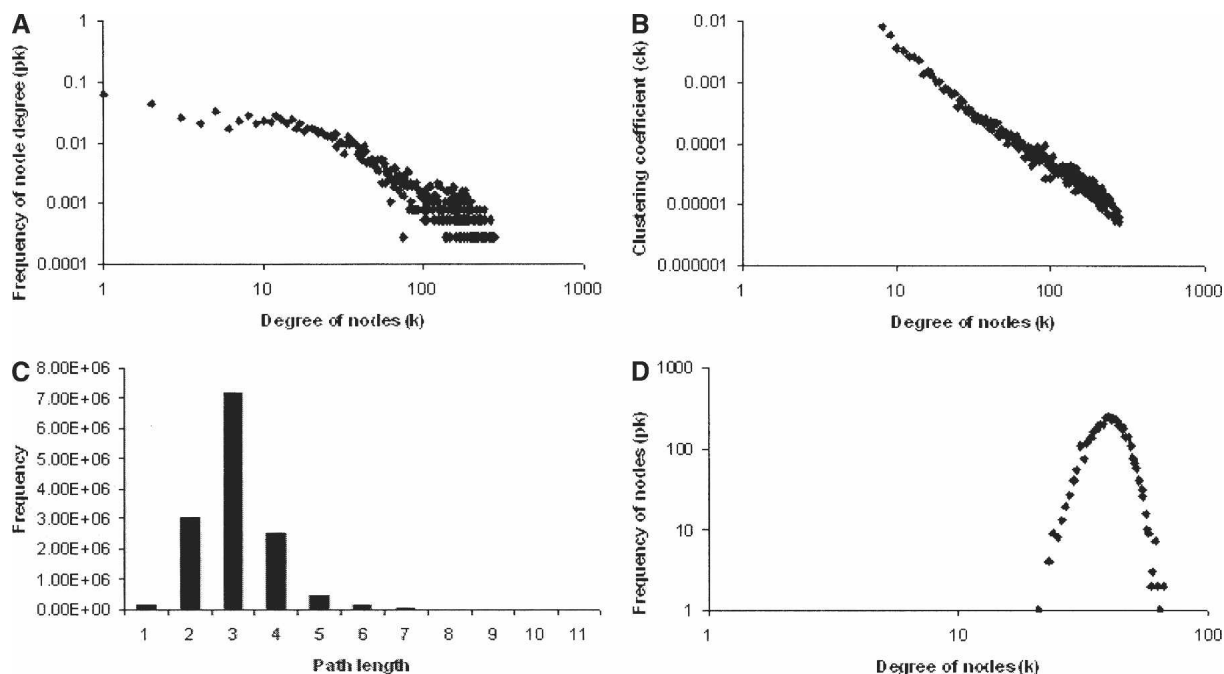 A
Frequency of node degree (pk)
1
0.1
0.01
0.001
0.0001
1 10 100 1000
Degree of nodes (k)
B
Clustering coefficient (ck)
0.01
0.001
0.0001
0.00001
0.000001
1 10 100 1000
Degree of nodes (k)
C
Frequency
8.00E+06
7.00E+06
6.00E+06
5.00E+06
4.00E+06
3.00E+06
2.00E+06
1.00E+06
0.00E+00
1 2 3 4 5 6 7 8 9 10 11
Path length
D
Frequency of nodes (pk)
1000
100
10
1
1 10 100
Degree of nodes (k)